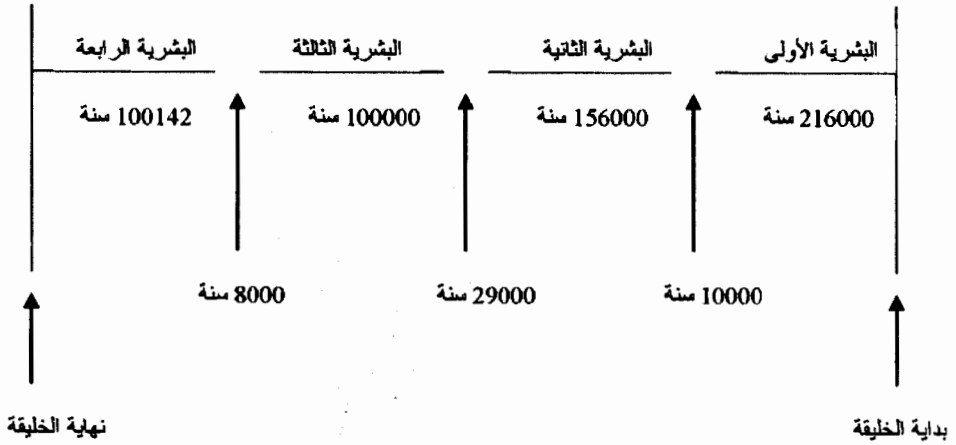 البشرية الأولى
البشرية الثانية
البشرية الثالثة
البشرية الرابعة
216000 سنة
156000 سنة
100000 سنة
100142 سنة
10000 سنة
29000 سنة
8000 سنة
بداية الخليقة
نهاية الخليقة